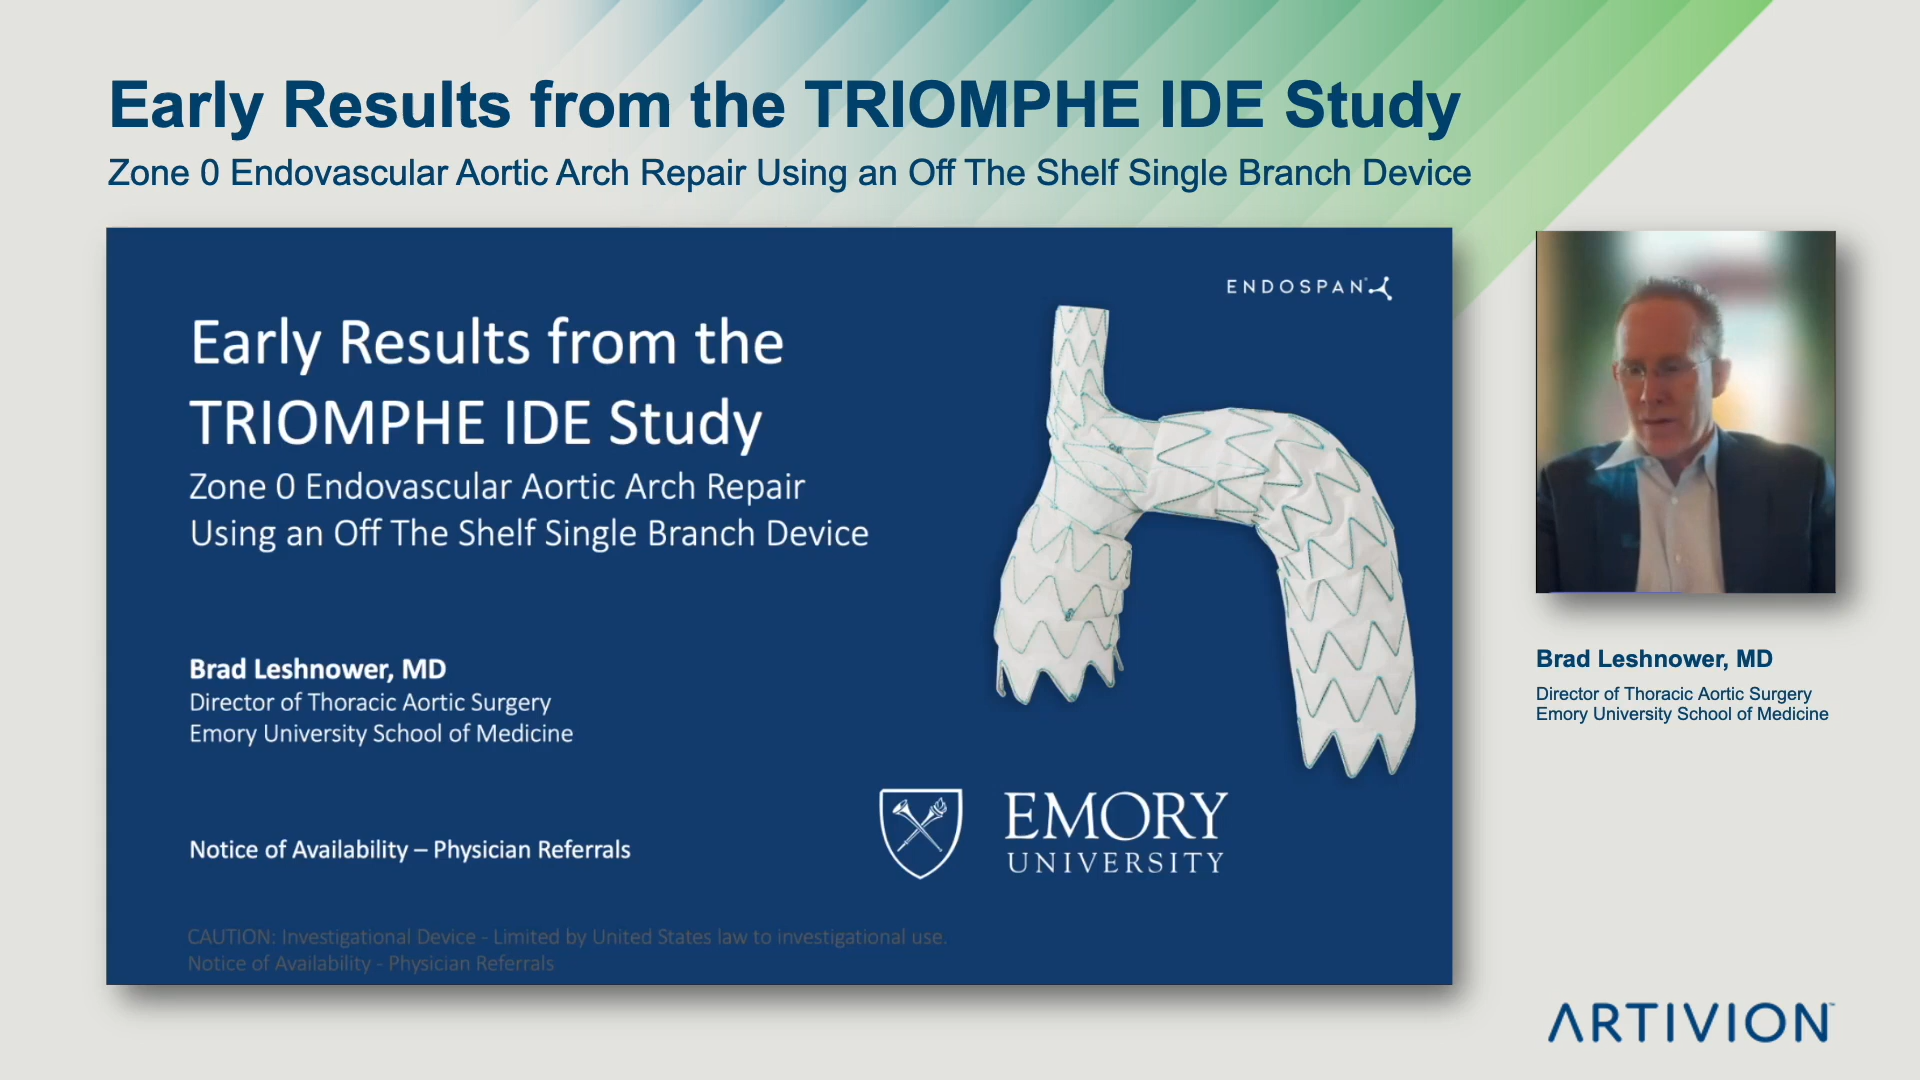 Early Results from the TRIOMPHE IDE Study
Zone 0 Endovascular Aortic Arch Repair Using an Off The Shelf Single Branch Device
ENDOSPAN
Early Results from the
TRIOMPHE IDE Study
Zone 0 Endovascular Aortic Arch Repair
Using an Off The Shelf Single Branch Device
Brad Leshnower, MD
Director of Thoracic Aortic Surgery
Emory University School of Medicine
Notice of Availability – Physician Referrals
EMORY
UNIVERSITY
CAUTION: Investigational Device - Limited by United States law to investigational use.
Notice of Availability - Physician Referrals
Brad Leshnower, MD
Director of Thoracic Aortic Surgery
Emory University School of Medicine
ARTIVION™